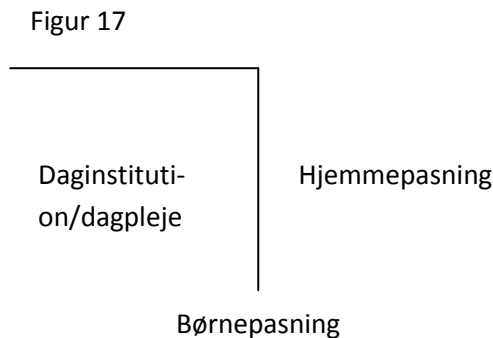 Figur 17
Daginstituti-
on/dagpleje
Hjemmepasning
Børnepasning